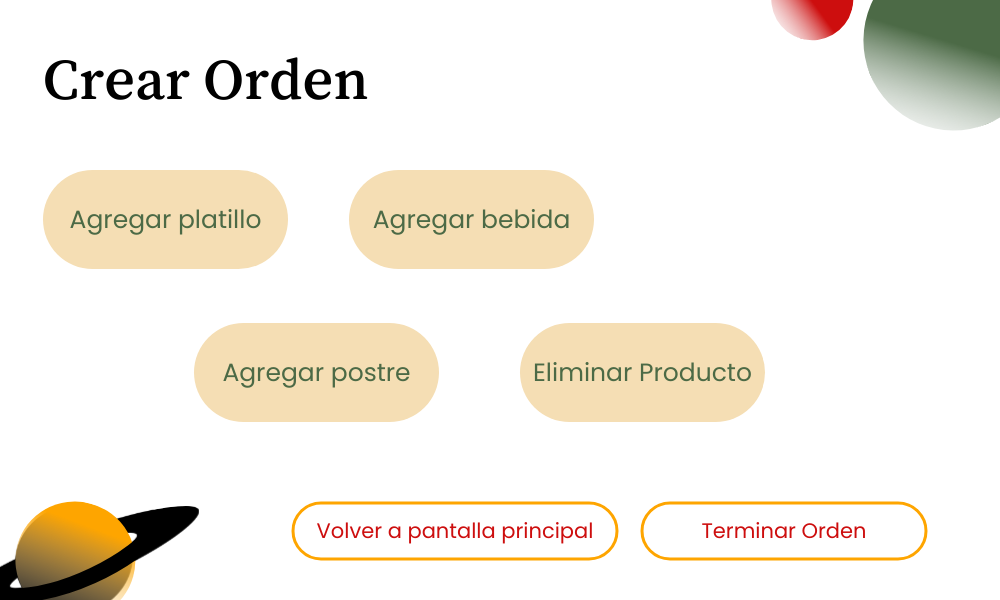 Crear Orden
Agregar platillo
Agregar bebida
Agregar postre
Eliminar Producto
Volver a pantalla principal
Terminar Orden